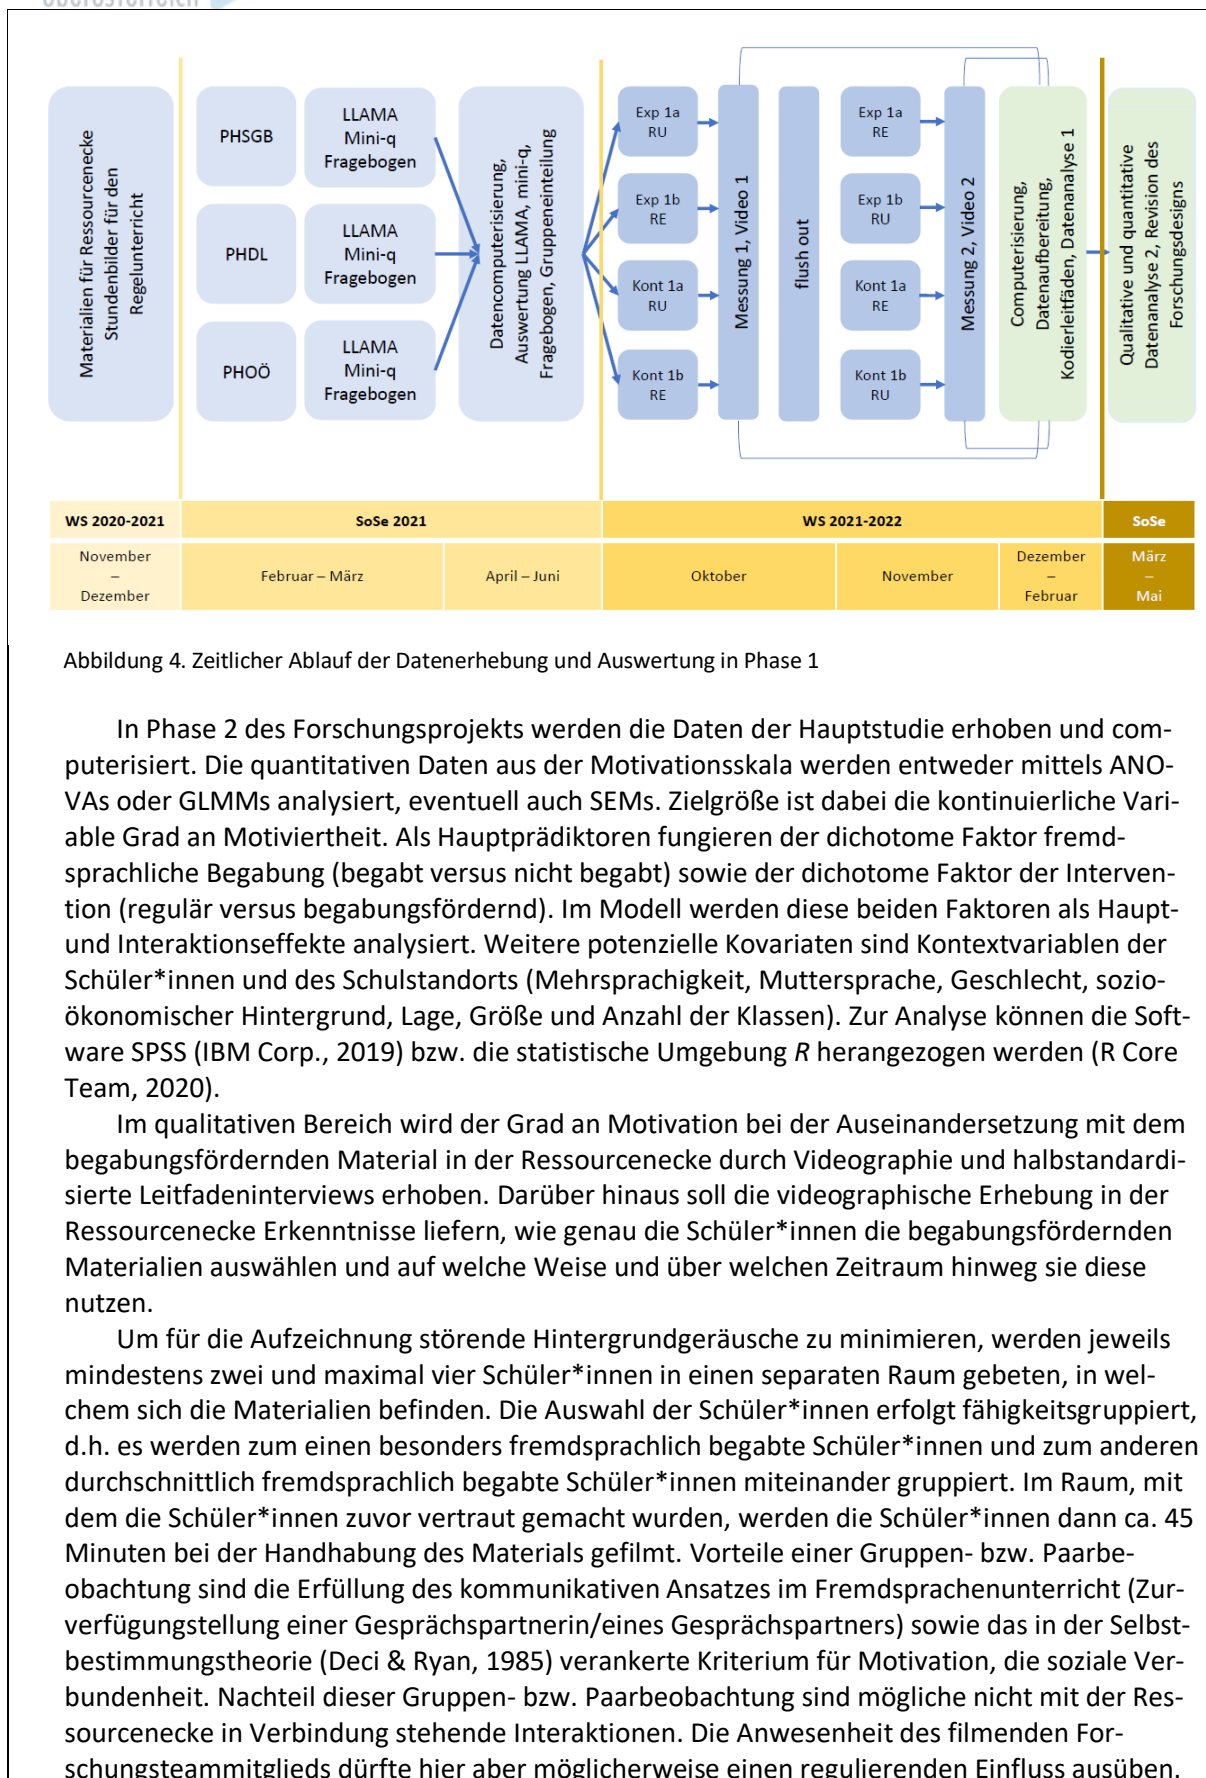 Materialien für Ressourcenecke
Stundenbilder für den
Regelunterricht
PHSGB
LLAMA
Mini-q
Fragebogen
PHDL
LLAMA
Mini-q
Fragebogen
PHOÖ
LLAMA
Mini-q
Fragebogen
Datencomputerisierung,
Auswertung LLAMA, mini-q,
Fragebogen, Gruppeneinteilung
Exp 1a
RU
Exp 1b
RE
Kont 1a
RU
Kont 1b
RE
Messung 1, Video 1
flush out
Exp 1a
RE
Exp 1b
RU
Kont 1a
RE
Kont 1b
RU
Messung 2, Video 2
Computerisierung,
Datenaufbereitung,
Kodierleitfäden, Datenanalyse 1
Qualitative und quantitative
Datenanalyse 2, Revision des
Forschungsdesigns
WS 2020-2021
SoSe 2021
WS 2021-2022
SoSe
November
–
Dezember
Februar – März
April – Juni
Oktober
November
Dezember
–
Februar
März
–
Mai
Abbildung 4. Zeitlicher Ablauf der Datenerhebung und Auswertung in Phase 1
In Phase 2 des Forschungsprojekts werden die Daten der Hauptstudie erhoben und com-
puterisiert. Die quantitativen Daten aus der Motivationsskala werden entweder mittels ANO-
VAs oder GLMMs analysiert, eventuell auch SEMs. Zielgröße ist dabei die kontinuierliche Vari-
able Grad an Motiviertheit. Als Hauptprädiktoren fungieren der dichotome Faktor fremd-
sprachliche Begabung (begabt versus nicht begabt) sowie der dichotome Faktor der Interven-
tion (regulär versus begabungsfördernd). Im Modell werden diese beiden Faktoren als Haupt-
und Interaktionseffekte analysiert. Weitere potenzielle Kovariaten sind Kontextvariablen der
Schüler*innen und des Schulstandorts (Mehrsprachigkeit, Muttersprache, Geschlecht, sozio-
ökonomischer Hintergrund, Lage, Größe und Anzahl der Klassen). Zur Analyse können die Soft-
ware SPSS (IBM Corp., 2019) bzw. die statistische Umgebung R herangezogen werden (R Core
Team, 2020).
Im qualitativen Bereich wird der Grad an Motivation bei der Auseinandersetzung mit dem
begabungsfördernden Material in der Ressourcenecke durch Videographie und halbstandardi-
sierte Leitfadeninterviews erhoben. Darüber hinaus soll die videographische Erhebung in der
Ressourcenecke Erkenntnisse liefern, wie genau die Schüler*innen die begabungsfördernden
Materialien auswählen und auf welche Weise und über welchen Zeitraum hinweg sie diese
nutzen.
Um für die Aufzeichnung störende Hintergrundgeräusche zu minimieren, werden jeweils
mindestens zwei und maximal vier Schüler*innen in einen separaten Raum gebeten, in wel-
chem sich die Materialien befinden. Die Auswahl der Schüler*innen erfolgt fähigkeitsgruppiert,
d.h. es werden zum einen besonders fremdsprachlich begabte Schüler*innen und zum anderen
durchschnittlich fremdsprachlich begabte Schüler*innen miteinander gruppiert. Im Raum, mit
dem die Schüler*innen zuvor vertraut gemacht wurden, werden die Schüler*innen dann ca. 45
Minuten bei der Handhabung des Materials gefilmt. Vorteile einer Gruppen- bzw. Paarbe-
obachtung sind die Erfüllung des kommunikativen Ansatzes im Fremdsprachenunterricht (Zur-
verfügungstellung einer Gesprächspartnerin/eines Gesprächspartners) sowie das in der Selbst-
bestimmungstheorie (Deci & Ryan, 1985) verankerte Kriterium für Motivation, die soziale Ver-
bundenheit. Nachteil dieser Gruppen- bzw. Paarbeobachtung sind mögliche nicht mit der Res-
sourcenecke in Verbindung stehende Interaktionen. Die Anwesenheit des filmenden For-
schungsteammitglieds dürfte hier aber möglicherweise einen regulierenden Einfluss ausüben.